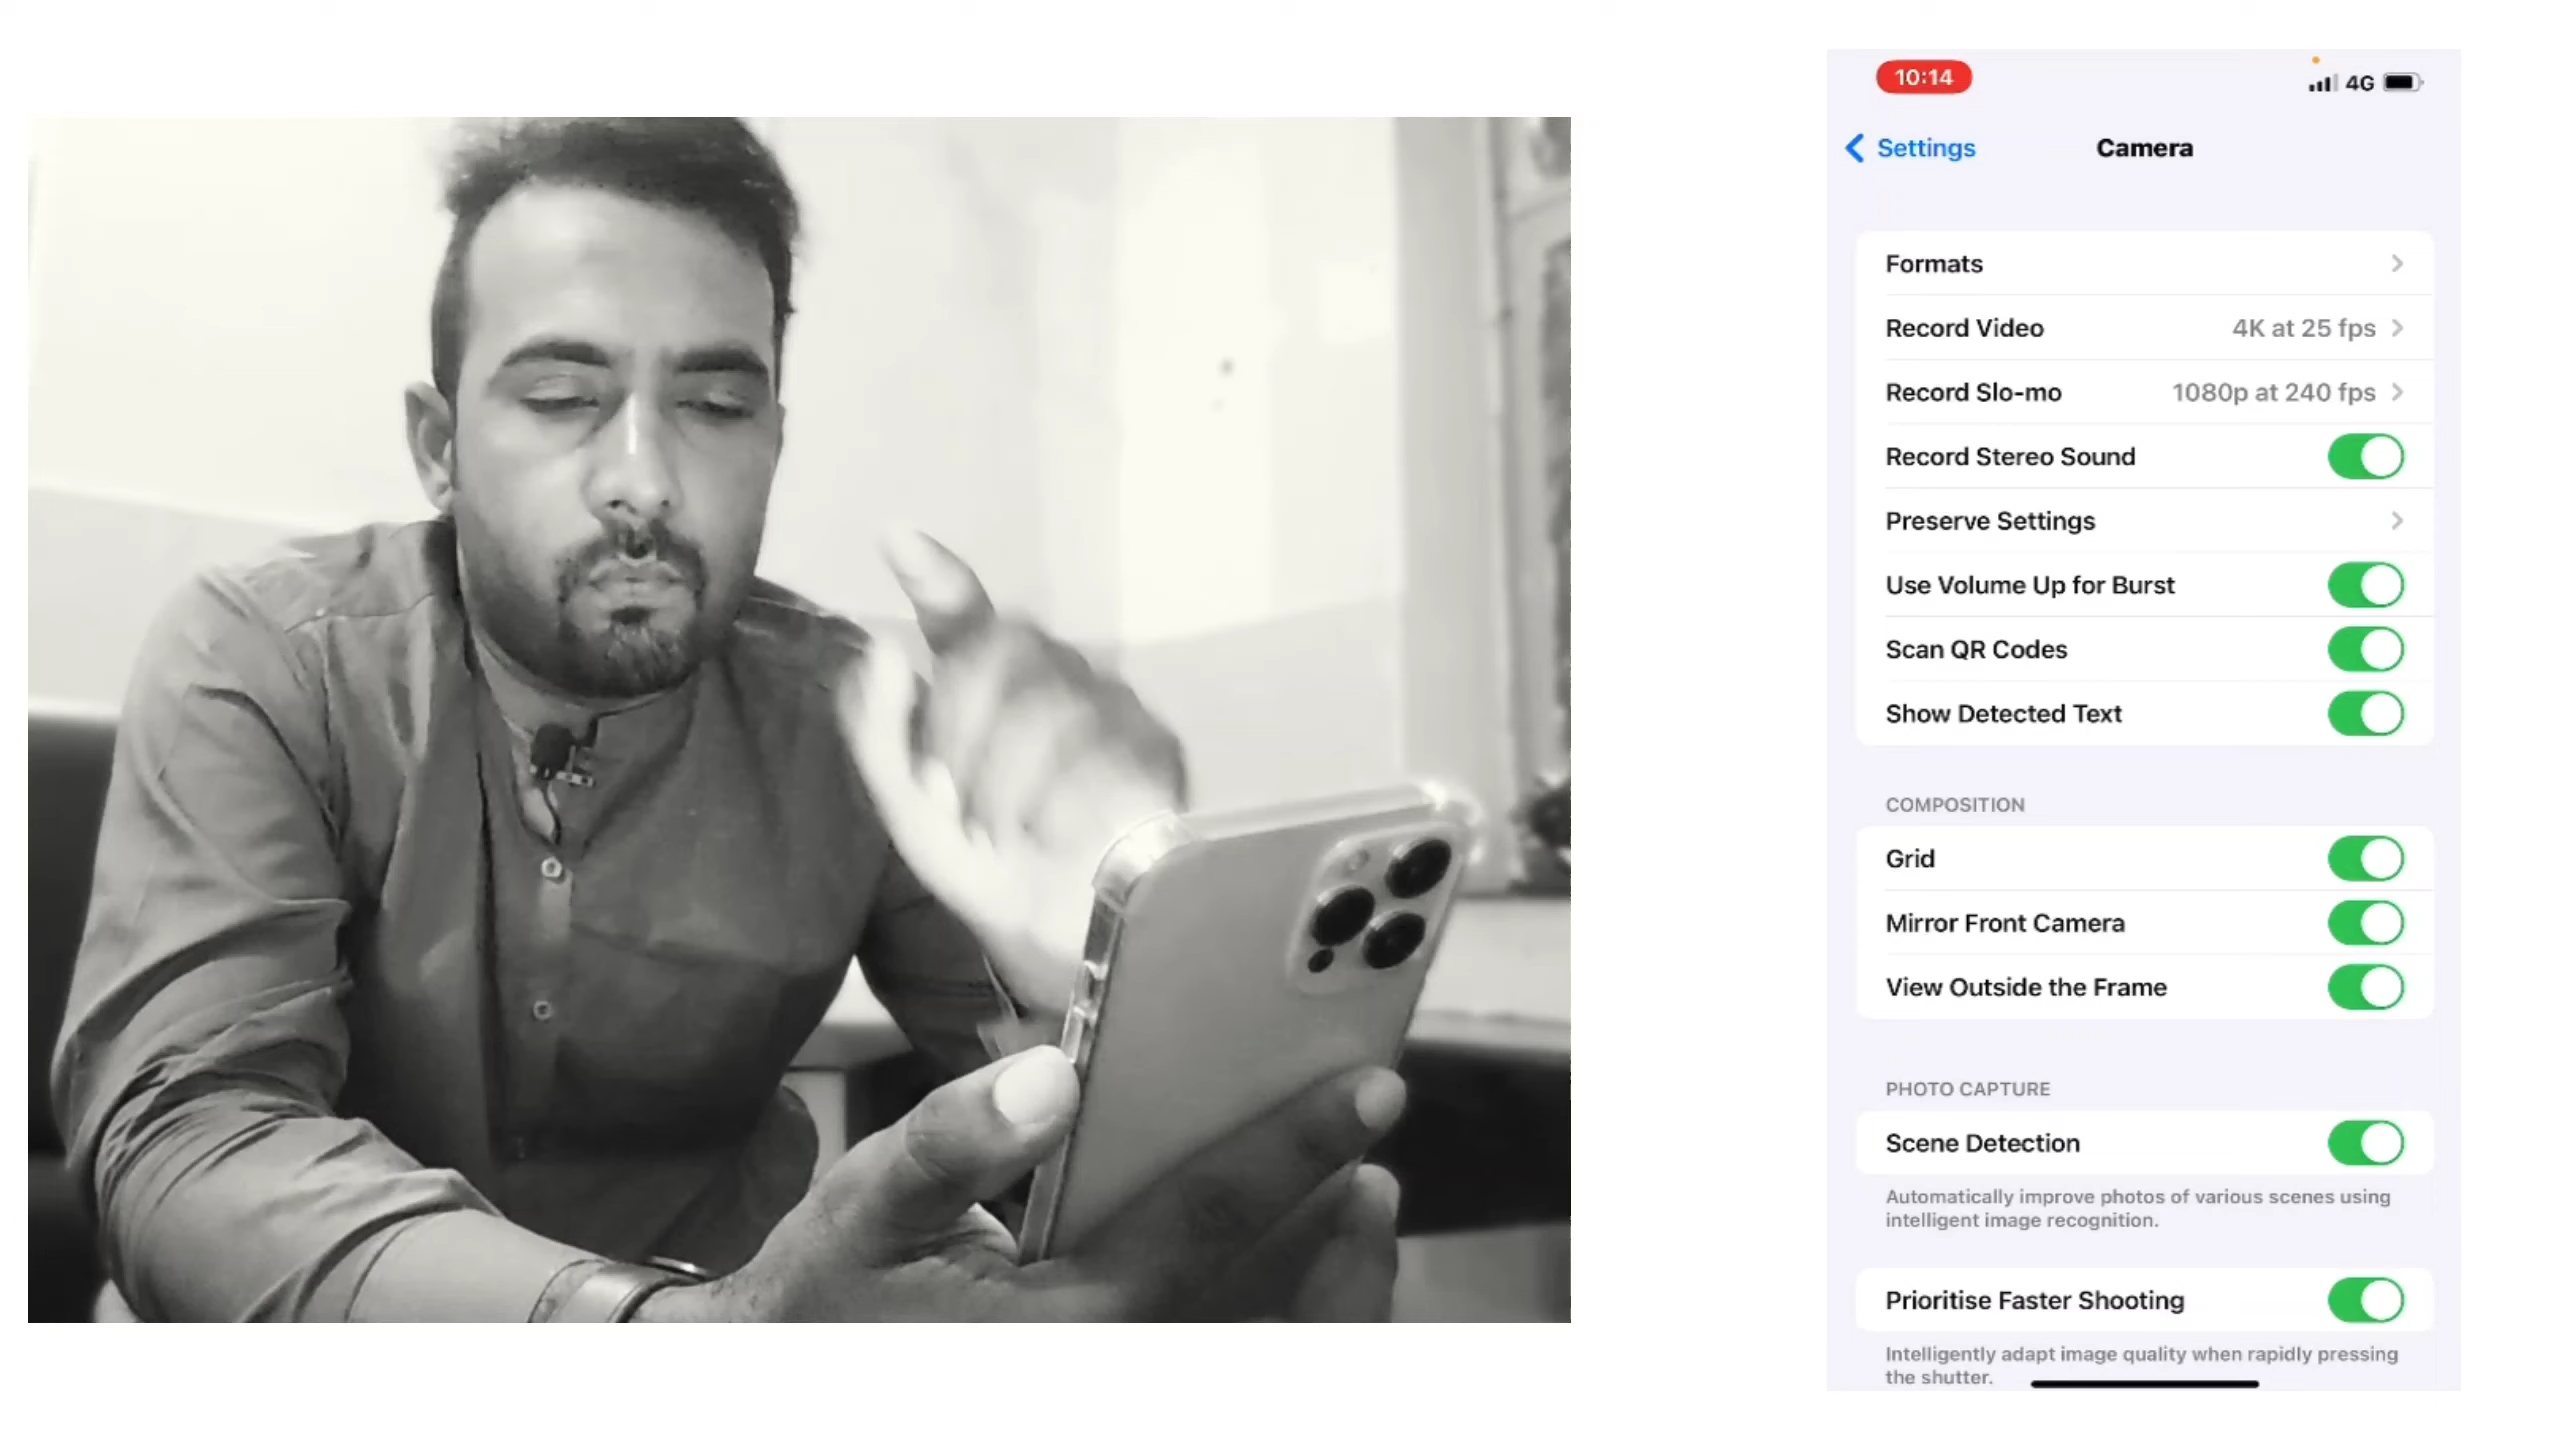 10:14
4G
Settings
Camera
Formats
Record Video 4K at 25 fps
Record Slo-mo 1080p at 240 fps
Record Stereo Sound
Preserve Settings
Use Volume Up for Burst
Scan QR Codes
Show Detected Text
COMPOSITION
Grid
Mirror Front Camera
View Outside the Frame
PHOTO CAPTURE
Scene Detection
Automatically improve photos of various scenes using
intelligent image recognition.
Prioritise Faster Shooting
Intelligently adapt image quality when rapidly pressing
the shutter.